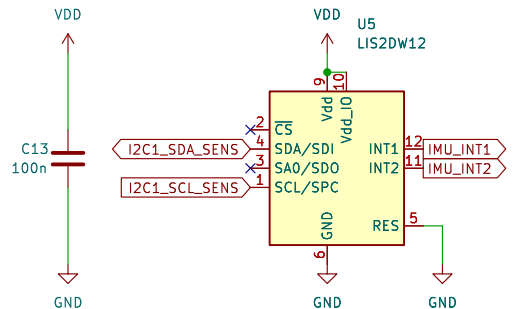 VDD
VDD
U5
LIS2DW12
9
10
Vdd
Vdd_IO
2
CS
C13
100n
I2C1_SDA_SENS
4
SDA/SDI
INT1
12
IMU_INT1
3
SA0/SDO
INT2
11
IMU_INT2
I2C1_SCL_SENS
1
SCL/SPC
GND
RES
5
6
GND
GND
GND